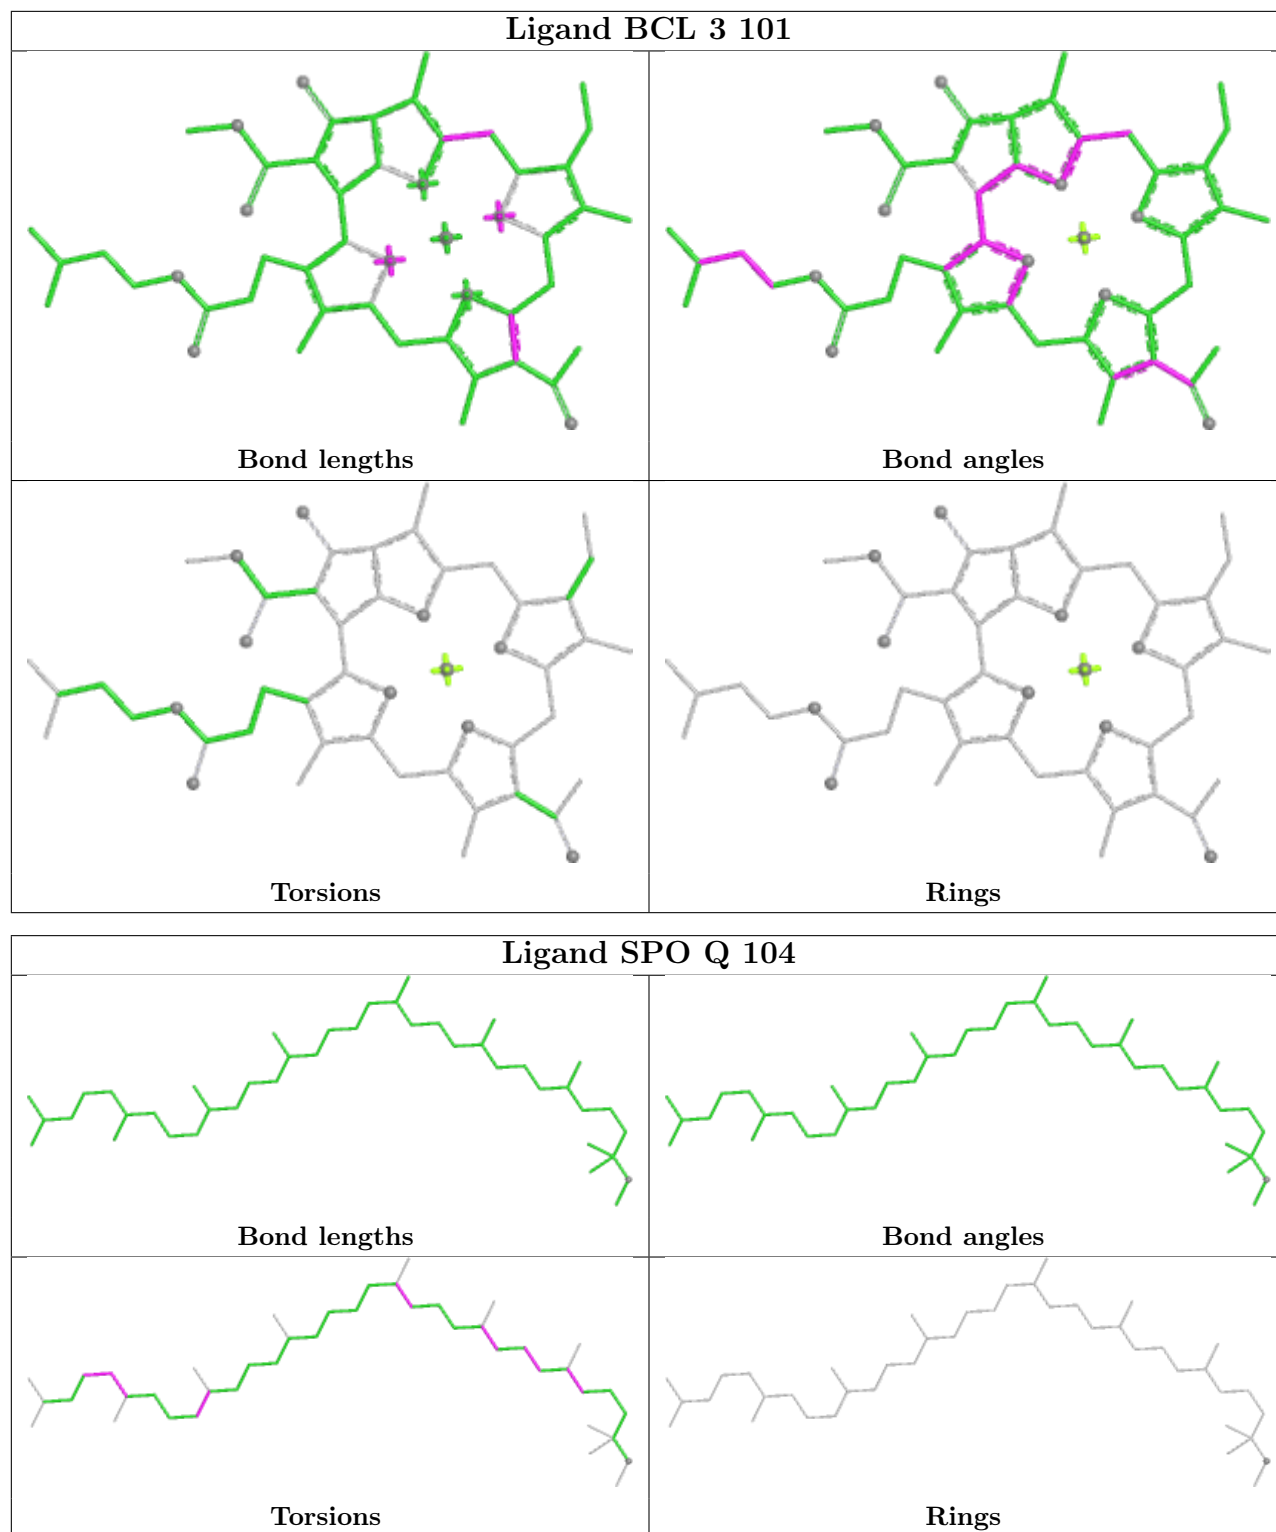 Ligand BCL 3 101
Bond lengths
Bond angles
Torsions
Rings
Ligand SPO Q 104
Bond lengths
Bond angles
Torsions
Rings